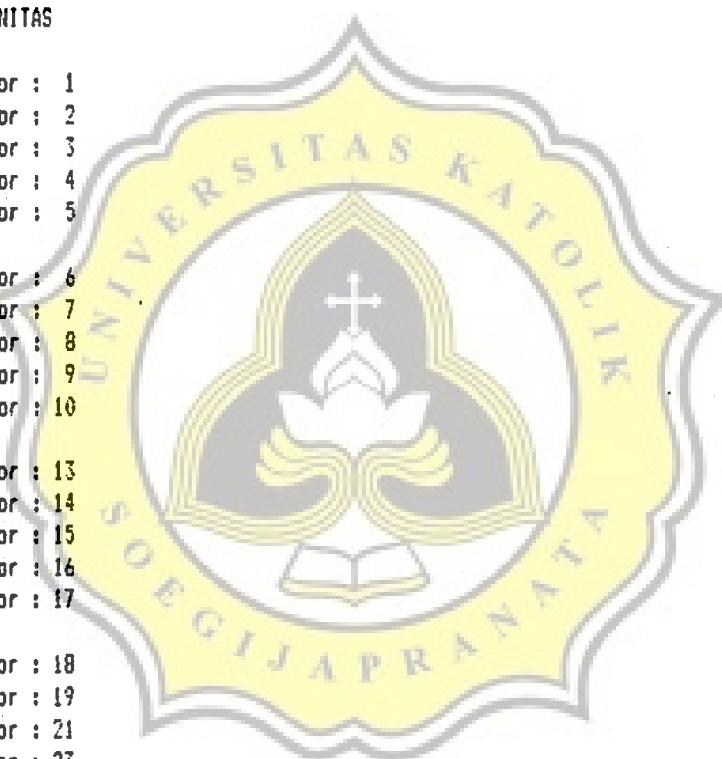 NITAS
or : 1
or : 2
or : 3
or : 4
or : 5
or : 6
or : 7
or : 8
or : 9
or : 10
or : 13
or : 14
or : 15
or : 16
or : 17
or : 18
or : 19
or : 21
or : 23
UNIVERSITAS KATOLIK
SOEGIJAPRANATA